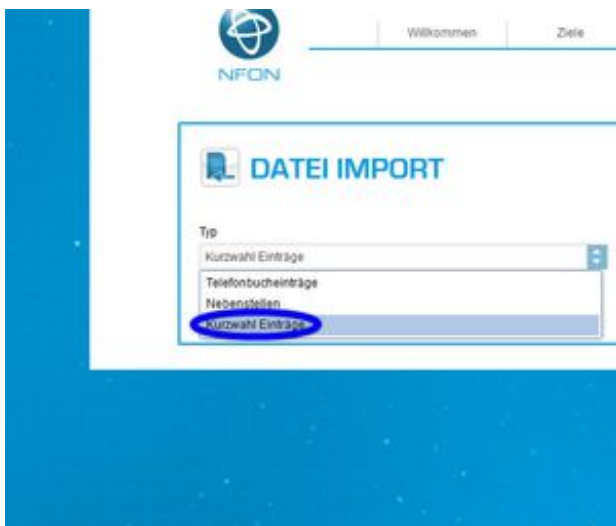 Willkommen Ziele
NFON
DATEI IMPORT
Typ
Kurzwahl Einträge
Telefonbucheinträge
Nebenstellen
Kurzwahl Einträge